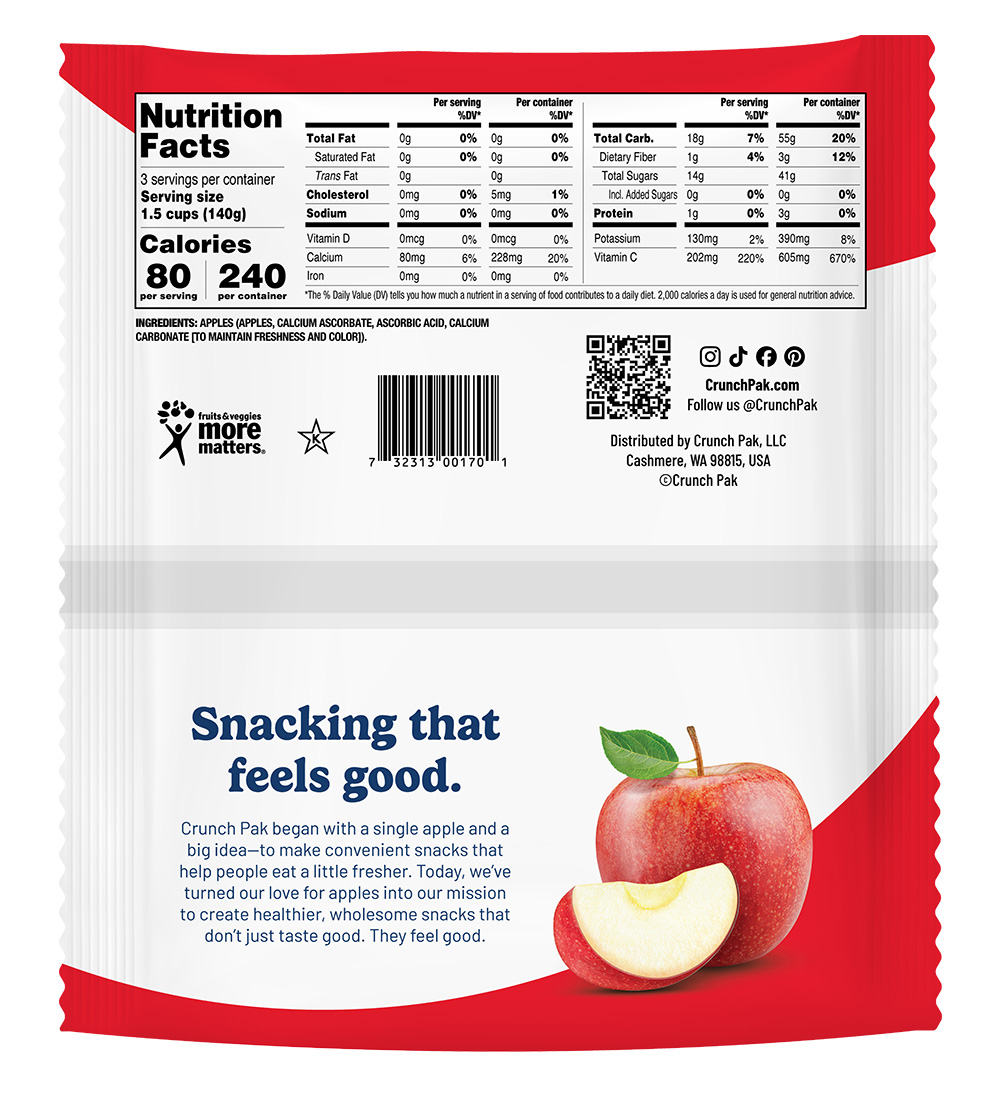 Nutrition
Facts
3 servings per container
Serving size
1.5 cups (140g)
Calories
80 240
per serving per container
Per serving Per container
%DV* %DV*
Total Fat 0g 0% 0g 0%
Saturated Fat 0g 0% 0g 0%
Trans Fat 0g 0g
Cholesterol 0mg 0% 5mg 1%
Sodium 0mg 0% 0mg 0%
Vitamin D 0mcg 0% 0mcg 0%
Calcium 80mg 6% 228mg 20%
Iron 0mg 0% 0mg 0%
Per serving Per container
%DV* %DV*
Total Carb. 18g 7% 55g 20%
Dietary Fiber 1g 4% 3g 12%
Total Sugars 14g 41g
Incl. Added Sugars 0g 0% 0g 0%
Protein 1g 0% 3g 0%
Potassium 130mg 2% 390mg 8%
Vitamin C 202mg 220% 605mg 670%
*The % Daily Value (DV) tells you how much a nutrient in a serving of food contributes to a daily diet. 2,000 calories a day is used for general nutrition advice.
INGREDIENTS: APPLES (APPLES, CALCIUM ASCORBATE, ASCORBIC ACID, CALCIUM
CARBONATE [TO MAINTAIN FRESHNESS AND COLOR]).
fruits & veggies
more
matters®
K
7 32313 00170 1
CrunchPak.com
Follow us @CrunchPak
Distributed by Crunch Pak, LLC
Cashmere, WA 98815, USA
©Crunch Pak
Snacking that
feels good.
Crunch Pak began with a single apple and a
big idea—to make convenient snacks that
help people eat a little fresher. Today, we've
turned our love for apples into our mission
to create healthier, wholesome snacks that
don't just taste good. They feel good.